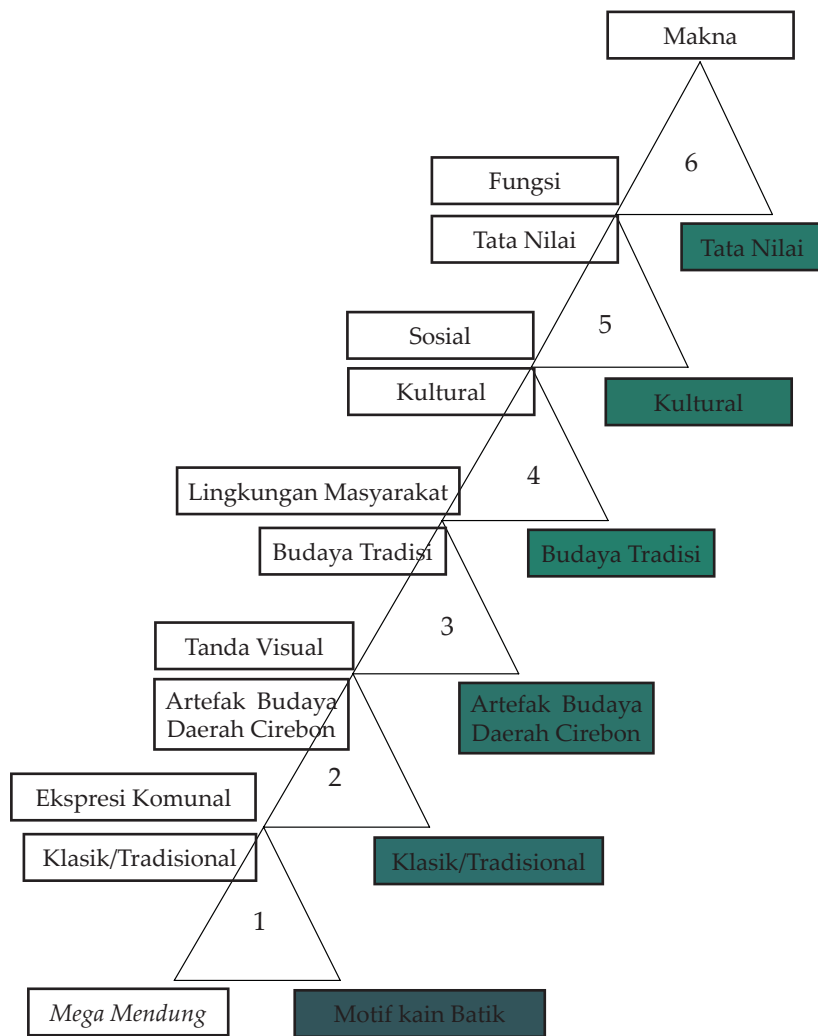 Makna
6
Fungsi
Tata Nilai
Tata Nilai
5
Sosial
Kultural
Kultural
4
Lingkungan Masyarakat
Budaya Tradisi
Budaya Tradisi
3
Tanda Visual
Artefak Budaya
Daerah Cirebon
Artefak Budaya
Daerah Cirebon
2
Ekspresi Komunal
Klasik/Tradisional
Klasik/Tradisional
1
Mega Mendung
Motif kain Batik